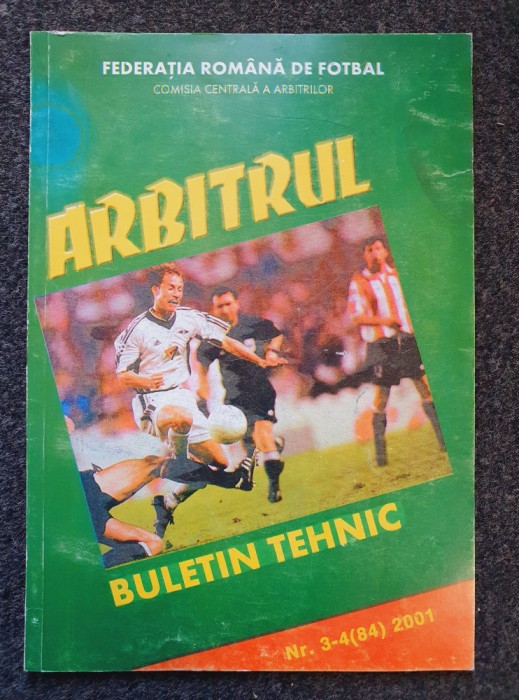 FEDERAȚIA ROMÂNĂ DE FOTBAL
COMISIA CENTRALĂ A ARBITRILOR
ARBITRUL
BULETIN TEHNIC
Nr. 3-4(84) 2001